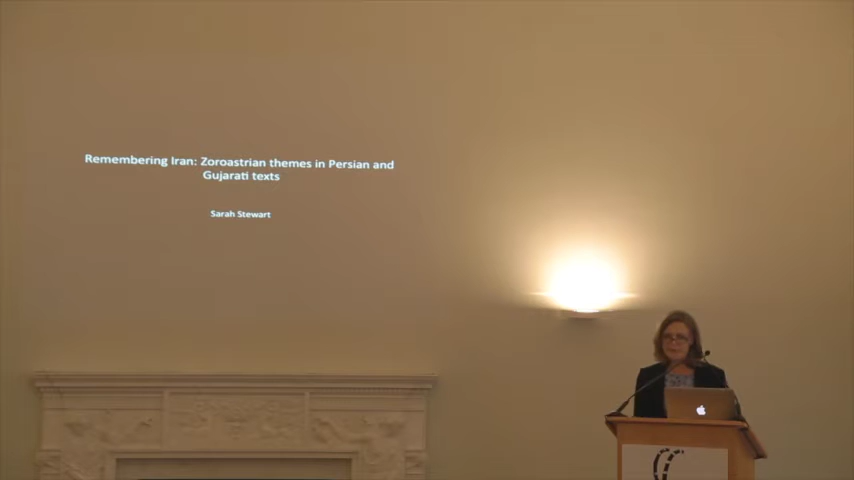 Remembering Iran: Zoroastrian themes in Persian and
Gujarati texts
Sarah Stewart